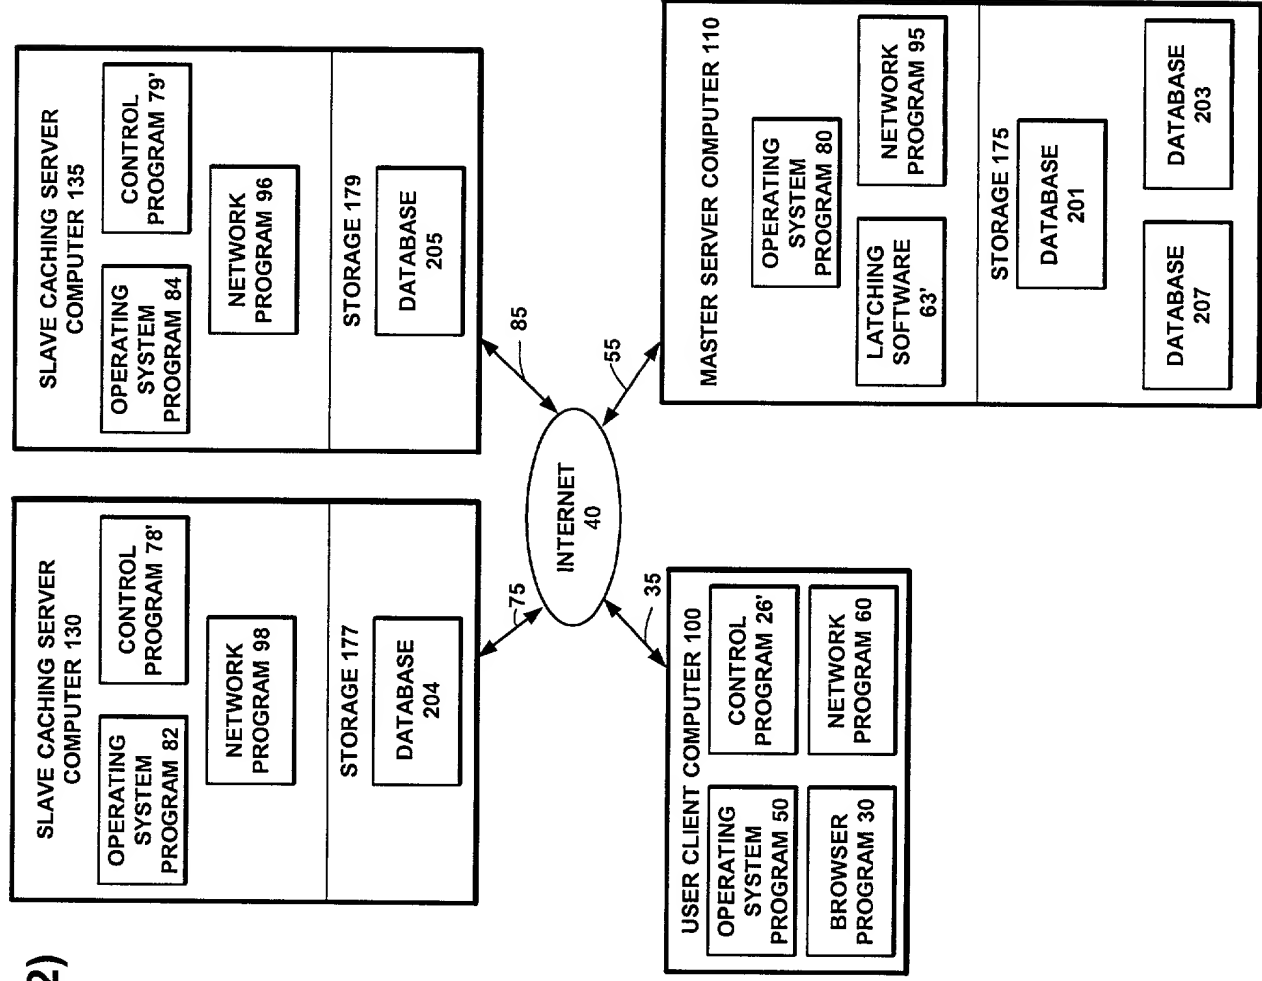 2)
SLAVE CACHING SERVER
COMPUTER 130
OPERATING
SYSTEM
PROGRAM 82
CONTROL
PROGRAM 78'
NETWORK
PROGRAM 98
STORAGE 177
DATABASE
204
SLAVE CACHING SERVER
COMPUTER 135
OPERATING
SYSTEM
PROGRAM 84
CONTROL
PROGRAM 79'
NETWORK
PROGRAM 96
STORAGE 179
DATABASE
205
75
85
INTERNET
40
35
55
USER CLIENT COMPUTER 100
OPERATING
SYSTEM
PROGRAM 50
CONTROL
PROGRAM 26'
BROWSER
PROGRAM 30
NETWORK
PROGRAM 60
MASTER SERVER COMPUTER 110
OPERATING
SYSTEM
PROGRAM 80
LATCHING
SOFTWARE
63'
NETWORK
PROGRAM 95
STORAGE 175
DATABASE
201
DATABASE
207
DATABASE
203